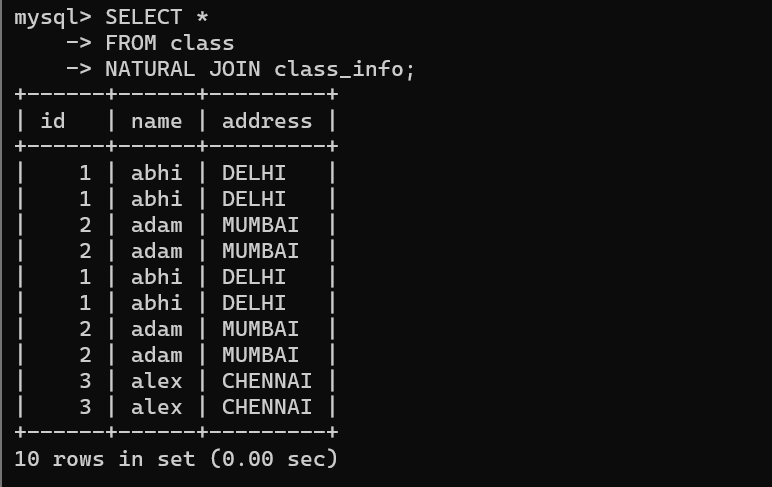 mysql> SELECT *
    -> FROM class
    -> NATURAL JOIN class_info;
+------+------+---------+
| id   | name | address |
+------+------+---------+
|    1 | abhi | DELHI   |
|    1 | abhi | DELHI   |
|    2 | adam | MUMBAI  |
|    2 | adam | MUMBAI  |
|    1 | abhi | DELHI   |
|    1 | abhi | DELHI   |
|    2 | adam | MUMBAI  |
|    2 | adam | MUMBAI  |
|    3 | alex | CHENNAI |
|    3 | alex | CHENNAI |
+------+------+---------+
10 rows in set (0.00 sec)